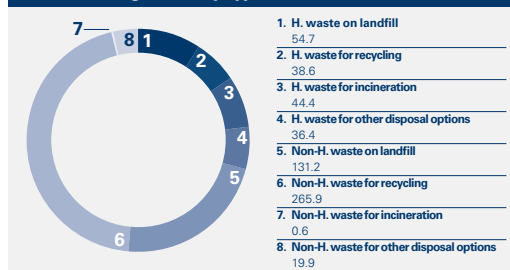 7
8
1
2
3
4
5
6
1. H. waste on landfill
54.7
2. H. waste for recycling
38.6
3. H. waste for incineration
44.4
4. H. waste for other disposal options
36.4
5. Non-H. waste on landfill
131.2
6. Non-H. waste for recycling
265.9
7. Non-H. waste for incineration
0.6
8. Non-H. waste for other disposal options
19.9